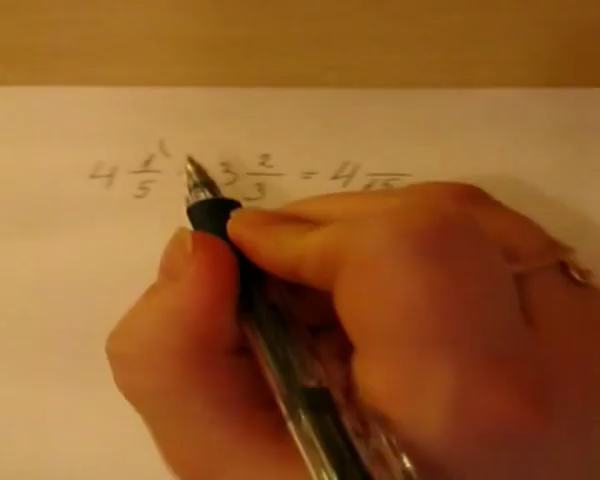 4 1/5 - 3 2/3 = 4 /15